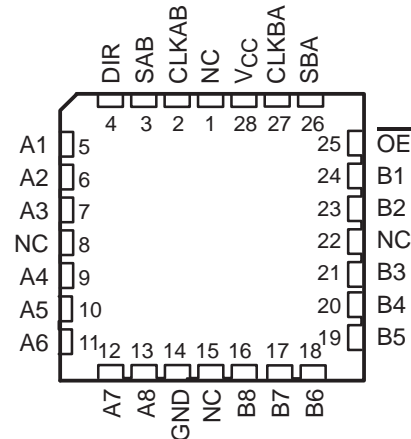 DIR SAB CLKAB NC VCC CLKBA SBA
4 3 2 1 28 27 26
A1 5 25 OE
A2 6 24 B1
A3 7 23 B2
NC 8 22 NC
A4 9 21 B3
A5 10 20 B4
A6 11 19 B5
12 13 14 15 16 17 18
A7 A8 GND NC B8 B7 B6